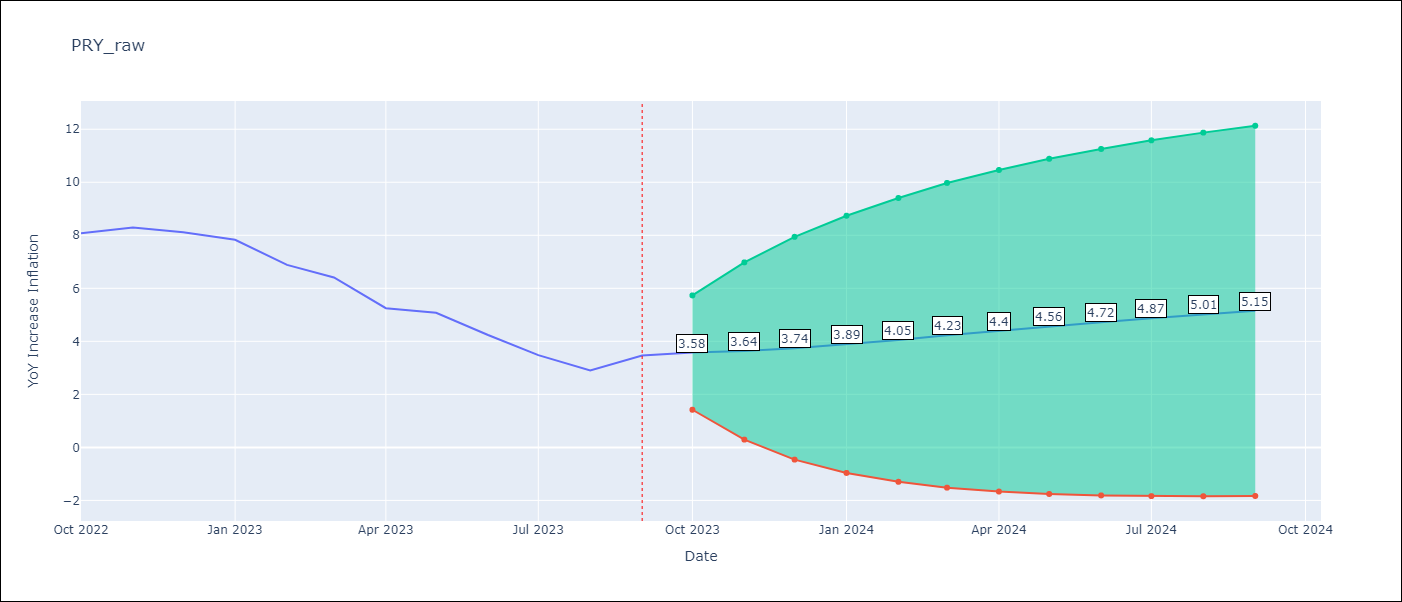 PRY_raw
YoY Increase Inflation
12
10
8
6
4
2
0
−2
3.58
3.64
3.74
3.89
4.05
4.23
4.4
4.56
4.72
4.87
5.01
5.15
Oct 2022
Jan 2023
Apr 2023
Jul 2023
Oct 2023
Jan 2024
Apr 2024
Jul 2024
Oct 2024
Date